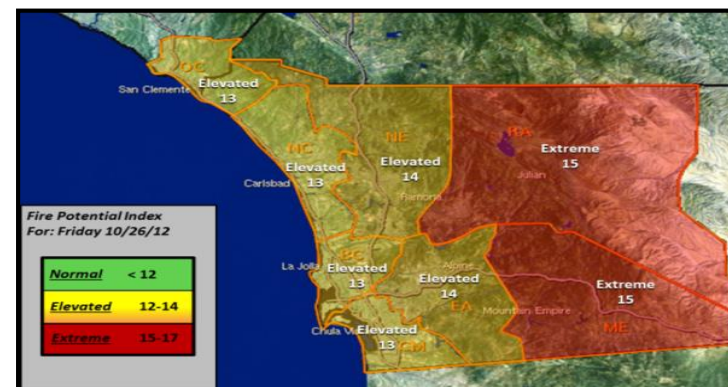 OC
Elevated
13
San Clemente
NC
Elevated
13
Carlsbad
NE
Elevated
14
Ramona
RA
Extreme
15
Julian
BC
Elevated
13
La Jolla
Alpine
Elevated
14
EA
Extreme
15
Mountain Empire
ME
Chula Vista
Elevated
13
CM
Fire Potential Index
For: Friday 10/26/12
Normal < 12
Elevated 12-14
Extreme 15-17